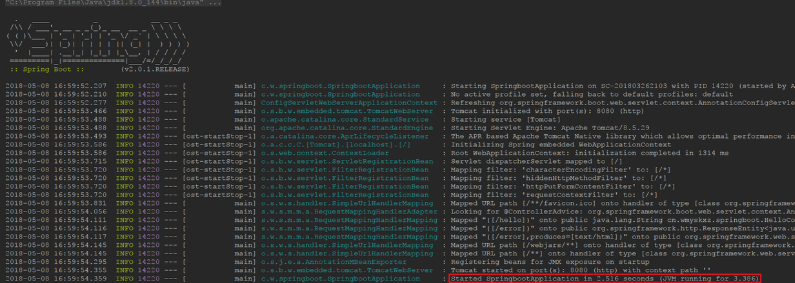 "C:\Program Files\Java\jdk1.8.0_144\bin\java" ...
:: Spring Boot ::        (v2.0.1.RELEASE)
2018-05-08 16:59:52.207  INFO 14220 --- [           main] c.w.springboot.SpringbootApplication     : Starting SpringbootApplication on SC-201803262103 with PID 14220 (started by A
2018-05-08 16:59:52.210  INFO 14220 --- [           main] c.w.springboot.SpringbootApplication     : No active profile set, falling back to default profiles: default
2018-05-08 16:59:52.266  INFO 14220 --- [           main] ConfigServletWebServerApplicationContext : Refreshing org.springframework.boot.web.servlet.context.AnnotationConfigServle
2018-05-08 16:59:53.466  INFO 14220 --- [           main] o.s.b.w.embedded.tomcat.TomcatWebServer  : Tomcat initialized with port(s): 8080 (http)
2018-05-08 16:59:53.488  INFO 14220 --- [           main] o.apache.catalina.core.StandardService   : Starting service [Tomcat]
2018-05-08 16:59:53.488  INFO 14220 --- [           main] org.apache.catalina.core.StandardEngine  : Starting Servlet Engine: Apache Tomcat/8.5.29
2018-05-08 16:59:53.493  INFO 14220 --- [ost-startStop-1] o.a.catalina.core.AprLifecycleListener   : The APR based Apache Tomcat Native library which allows optimal performance in
2018-05-08 16:59:53.586  INFO 14220 --- [ost-startStop-1] o.a.c.c.C.[Tomcat].[localhost].[/]       : Initializing Spring embedded WebApplicationContext
2018-05-08 16:59:53.586  INFO 14220 --- [ost-startStop-1] o.s.web.context.ContextLoader            : Root WebApplicationContext: initialization completed in 1314 ms
2018-05-08 16:59:53.715  INFO 14220 --- [ost-startStop-1] o.s.b.w.servlet.ServletRegistrationBean  : Servlet dispatcherServlet mapped to [/]
2018-05-08 16:59:53.720  INFO 14220 --- [ost-startStop-1] o.s.b.w.servlet.FilterRegistrationBean   : Mapping filter: 'characterEncodingFilter' to: [/*]
2018-05-08 16:59:53.720  INFO 14220 --- [ost-startStop-1] o.s.b.w.servlet.FilterRegistrationBean   : Mapping filter: 'hiddenHttpMethodFilter' to: [/*]
2018-05-08 16:59:53.720  INFO 14220 --- [ost-startStop-1] o.s.b.w.servlet.FilterRegistrationBean   : Mapping filter: 'httpPutFormContentFilter' to: [/*]
2018-05-08 16:59:53.720  INFO 14220 --- [ost-startStop-1] o.s.b.w.servlet.FilterRegistrationBean   : Mapping filter: 'requestContextFilter' to: [/*]
2018-05-08 16:59:53.831  INFO 14220 --- [           main] o.s.w.s.handler.SimpleUrlHandlerMapping  : Mapped URL path [/**/favicon.ico] onto handler of type [class org.springframew
2018-05-08 16:59:54.056  INFO 14220 --- [           main] s.w.s.m.m.a.RequestMappingHandlerAdapter : Looking for @ControllerAdvice: org.springframework.boot.web.servlet.context.An
2018-05-08 16:59:54.111  INFO 14220 --- [           main] s.w.s.m.m.a.RequestMappingHandlerMapping : Mapped "{[/hello]}" onto public java.lang.String cn.wmyskxz.springboot.HelloCo
2018-05-08 16:59:54.116  INFO 14220 --- [           main] s.w.s.m.m.a.RequestMappingHandlerMapping : Mapped "{[/error]}" onto public org.springframework.http.ResponseEntity<java.u
2018-05-08 16:59:54.117  INFO 14220 --- [           main] s.w.s.m.m.a.RequestMappingHandlerMapping : Mapped "{[/error],produces=[text/html]}" onto public org.springframework.web.s
2018-05-08 16:59:54.145  INFO 14220 --- [           main] o.s.w.s.handler.SimpleUrlHandlerMapping  : Mapped URL path [/webjars/**] onto handler of type [class org.springframework.
2018-05-08 16:59:54.145  INFO 14220 --- [           main] o.s.w.s.handler.SimpleUrlHandlerMapping  : Mapped URL path [/**] onto handler of type [class org.springframework.web.serv
2018-05-08 16:59:54.295  INFO 14220 --- [           main] o.s.j.e.a.AnnotationMBeanExporter        : Registering beans for JMX exposure on startup
2018-05-08 16:59:54.355  INFO 14220 --- [           main] o.s.b.w.embedded.tomcat.TomcatWebServer  : Tomcat started on port(s): 8080 (http) with context path ''
2018-05-08 16:59:54.359  INFO 14220 --- [           main] c.w.springboot.SpringbootApplication     : Started SpringbootApplication in 2.516 seconds (JVM running for 3.386)